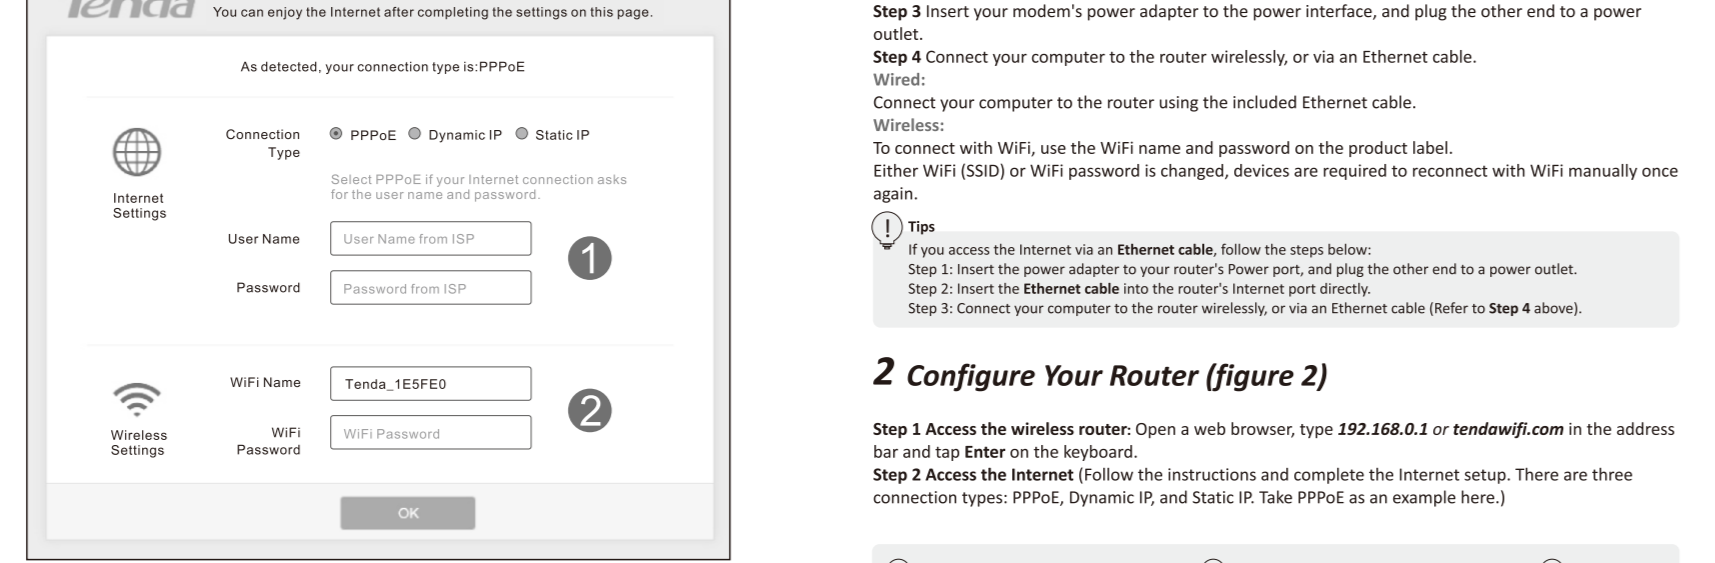 Tenda You can enjoy the Internet after completing the settings on this page.
As detected, your connection type is:PPPoE
Internet
Settings
Connection
Type
PPPoE Dynamic IP Static IP
Select PPPoE if your Internet connection asks
for the user name and password.
User Name User Name from ISP
Password Password from ISP
1
Wireless
Settings
WiFi Name Tenda_1E5FE0
WiFi
Password
WiFi Password
2
OK
Step 3 Insert your modem's power adapter to the power interface, and plug the other end to a power
outlet.
Step 4 Connect your computer to the router wirelessly, or via an Ethernet cable.
Wired:
Connect your computer to the router using the included Ethernet cable.
Wireless:
To connect with WiFi, use the WiFi name and password on the product label.
Either WiFi (SSID) or WiFi password is changed, devices are required to reconnect with WiFi manually once
again.
! Tips
If you access the Internet via an Ethernet cable, follow the steps below:
Step 1: Insert the power adapter to your router's Power port, and plug the other end to a power outlet.
Step 2: Insert the Ethernet cable into the router's Internet port directly.
Step 3: Connect your computer to the router wirelessly, or via an Ethernet cable (Refer to Step 4 above).
2 Configure Your Router (figure 2)
Step 1 Access the wireless router: Open a web browser, type 192.168.0.1 or tendawifi.com in the address
bar and tap Enter on the keyboard.
Step 2 Access the Internet (Follow the instructions and complete the Internet setup. There are three
connection types: PPPoE, Dynamic IP, and Static IP. Take PPPoE as an example here.)